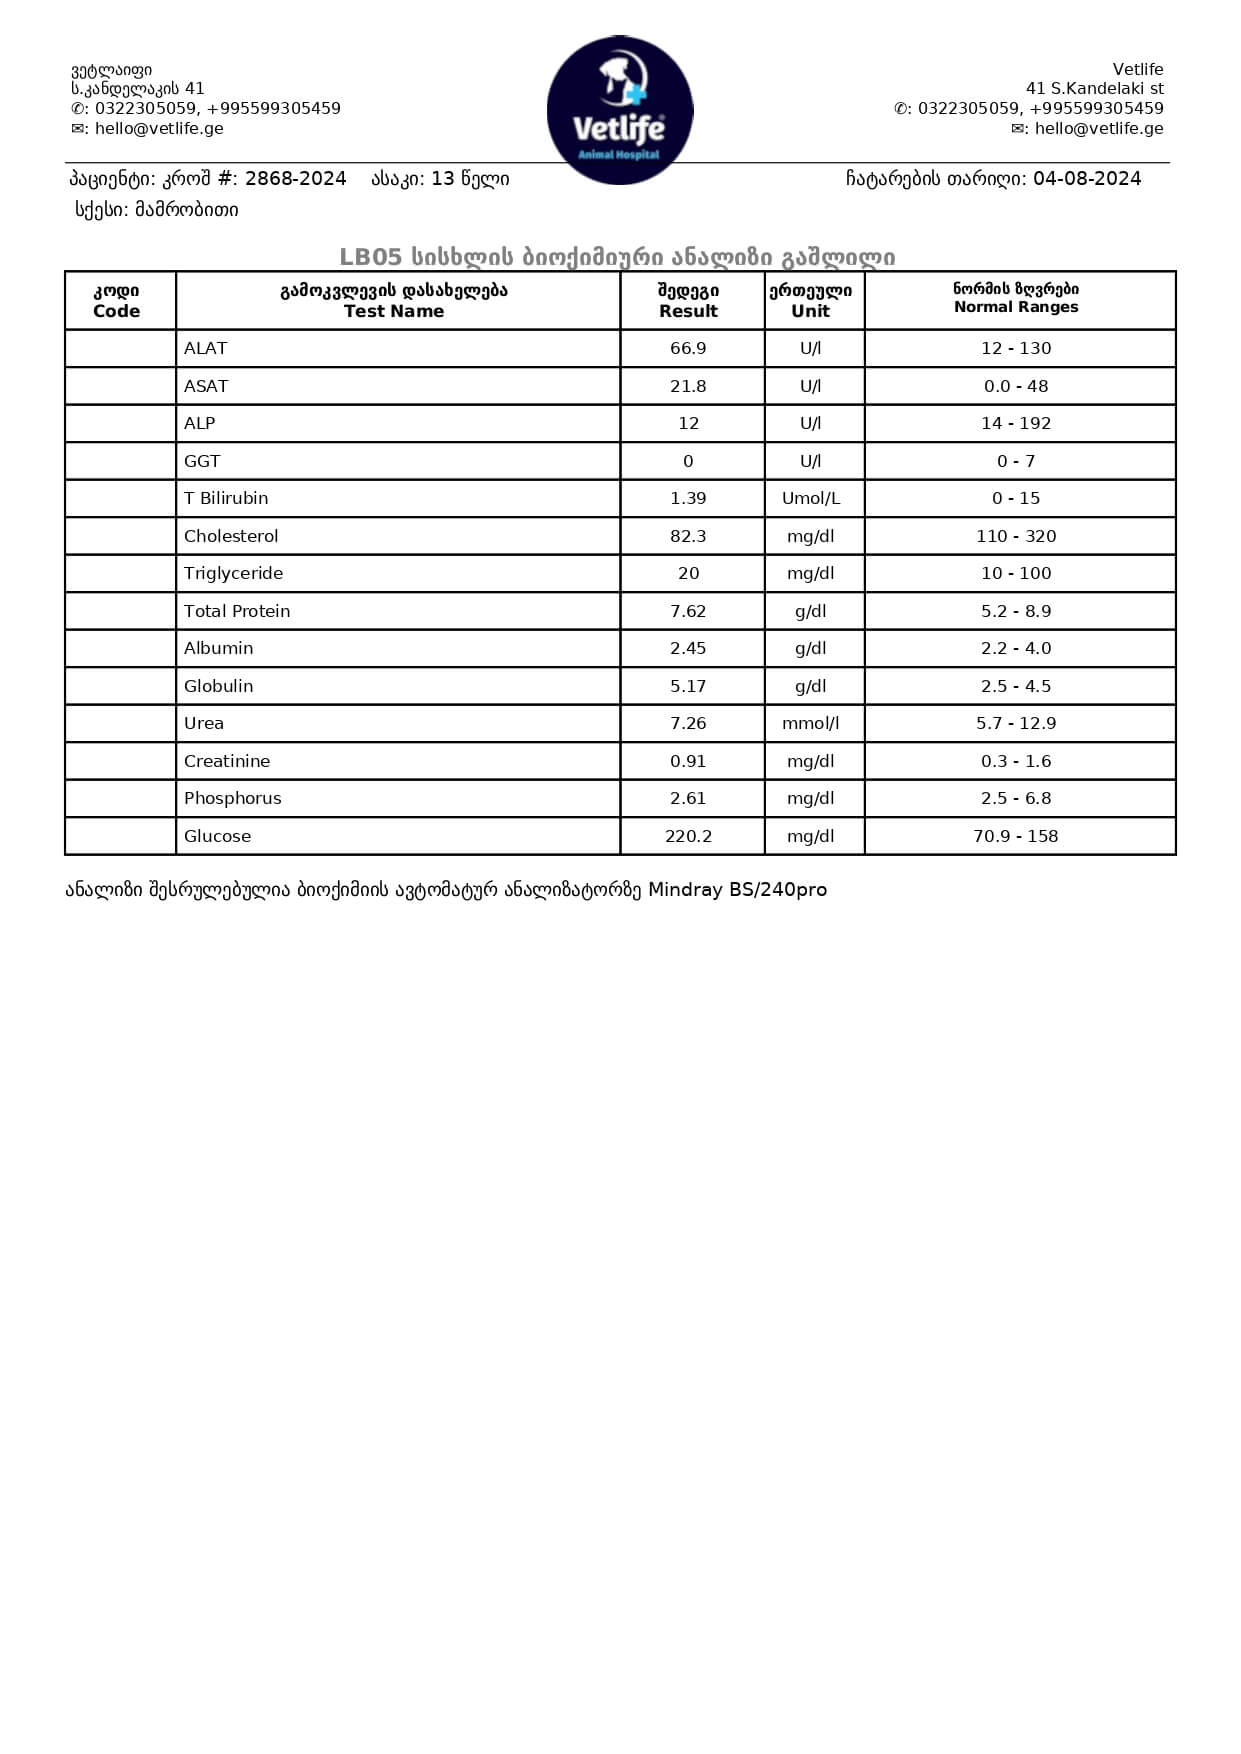 ვეტლაიფი
ს.კანდელაკის 41
✆: 0322305059, +995599305459
✉: hello@vetlife.ge
Vetlife
Animal Hospital
Vetlife
41 S.Kandelaki st
✆: 0322305059, +995599305459
✉: hello@vetlife.ge
პაციენტი: კროშ #: 2868-2024 ასაკი: 13 წელი ჩატარების თარიღი: 04-08-2024
სქესი: მამრობითი
LB05 სისხლის ბიოქიმიური ანალიზი გაშლილი
კოდი გამოკვლევის დასახელება შედეგი ერთეული ნორმის ზღვრები
Code Test Name Result Unit Normal Ranges
ALAT 66.9 U/l 12 - 130
ASAT 21.8 U/l 0.0 - 48
ALP 12 U/l 14 - 192
GGT 0 U/l 0 - 7
T Bilirubin 1.39 Umol/L 0 - 15
Cholesterol 82.3 mg/dl 110 - 320
Triglyceride 20 mg/dl 10 - 100
Total Protein 7.62 g/dl 5.2 - 8.9
Albumin 2.45 g/dl 2.2 - 4.0
Globulin 5.17 g/dl 2.5 - 4.5
Urea 7.26 mmol/l 5.7 - 12.9
Creatinine 0.91 mg/dl 0.3 - 1.6
Phosphorus 2.61 mg/dl 2.5 - 6.8
Glucose 220.2 mg/dl 70.9 - 158
ანალიზი შესრულებულია ბიოქიმიის ავტომატურ ანალიზატორზე Mindray BS/240pro